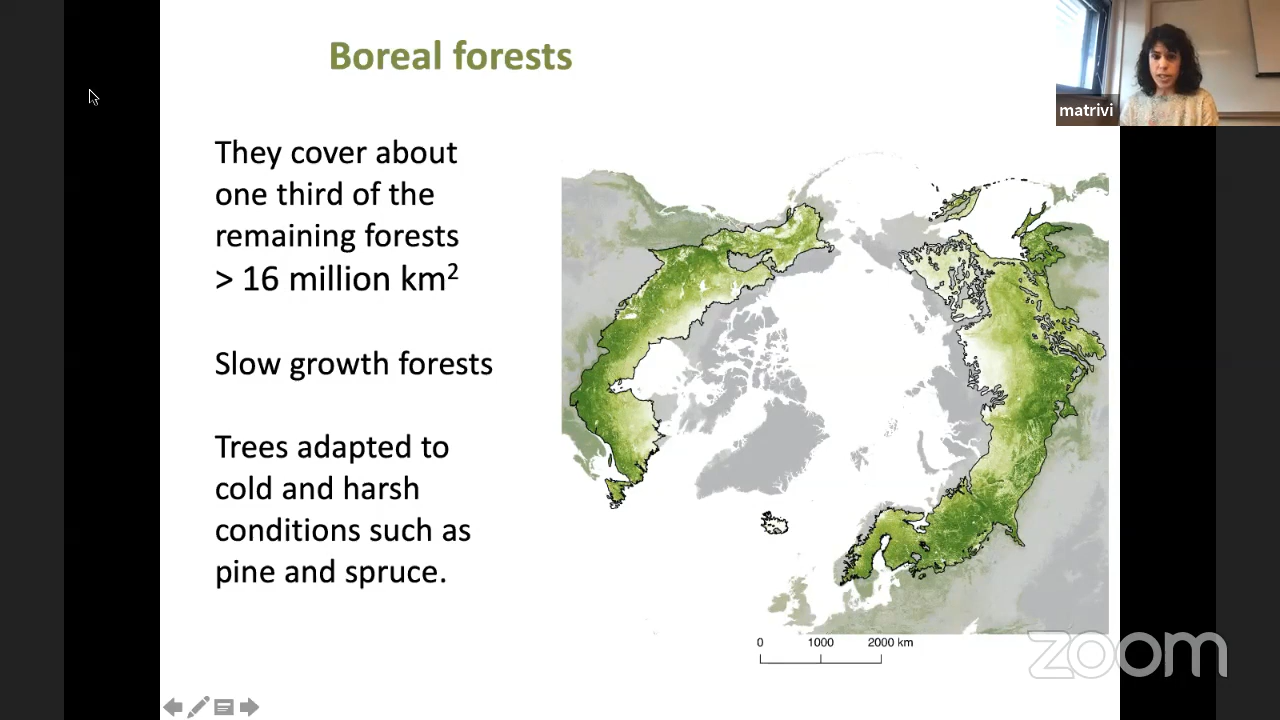 Boreal forests
matrivi
They cover about
one third of the
remaining forests
> 16 million km²
Slow growth forests
Trees adapted to
cold and harsh
conditions such as
pine and spruce.
0 1000 2000 km
zoom